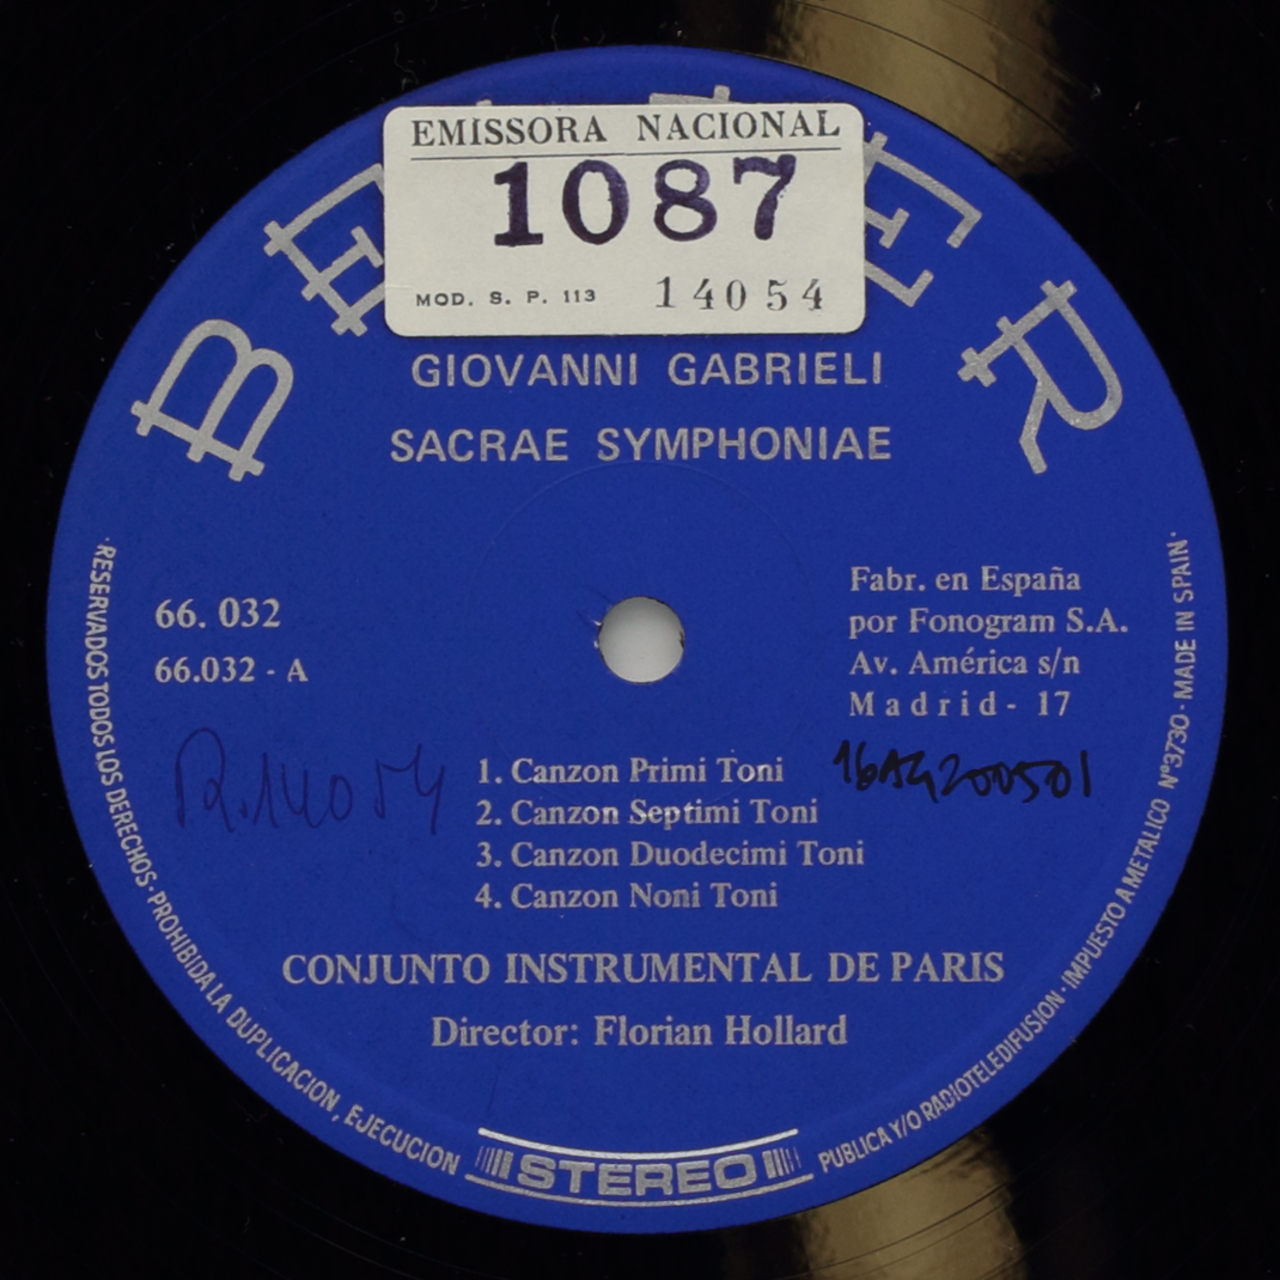 EMISSORA NACIONAL
1087
MOD. S. P. 113 14054
GIOVANNI GABRIELI
SACRAE SYMPHONIAE
66. 032
66.032 - A
Fabr. en España
por Fonogram S.A.
Av. América s/n
Madrid - 17
R.14054
1. Canzon Primi Toni
2. Canzon Septimi Toni
3. Canzon Duodecimi Toni
4. Canzon Noni Toni
CONJUNTO INSTRUMENTAL DE PARIS
Director: Florian Hollard
STEREO
·RESERVADOS TODOS LOS DERECHOS·PROHIBIDA LA DUPLICACION, EJECUCION PUBLICA Y/O RADIOTELEDIFUSION·IMPUESTO A METALICO Nº3730·MADE IN SPAIN·